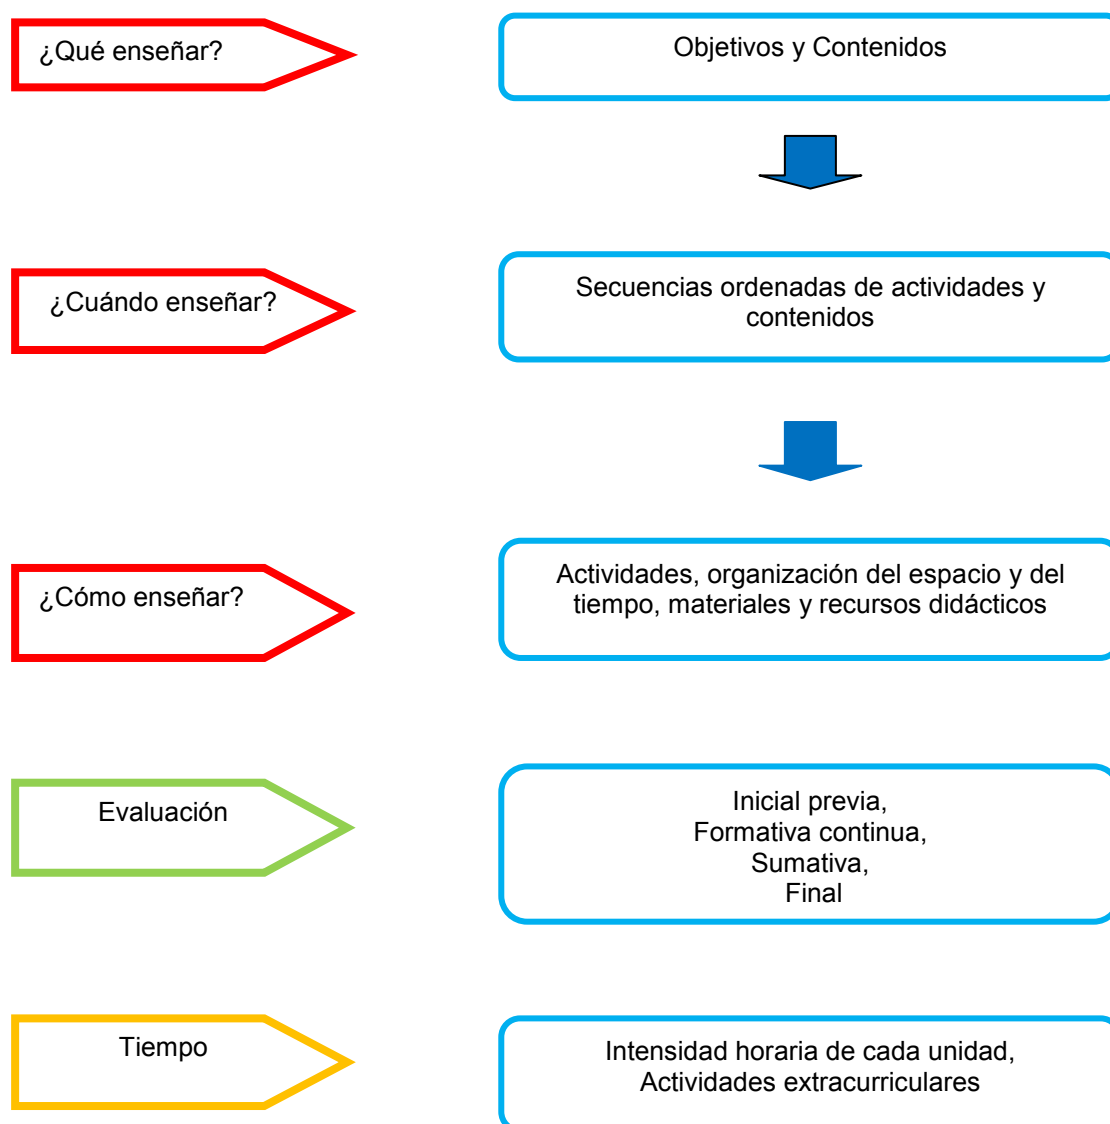 ¿Qué enseñar?
Objetivos y Contenidos
¿Cuándo enseñar?
Secuencias ordenadas de actividades y
contenidos
¿Cómo enseñar?
Actividades, organización del espacio y del
tiempo, materiales y recursos didácticos
Evaluación
Inicial previa,
Formativa continua,
Sumativa,
Final
Tiempo
Intensidad horaria de cada unidad,
Actividades extracurriculares